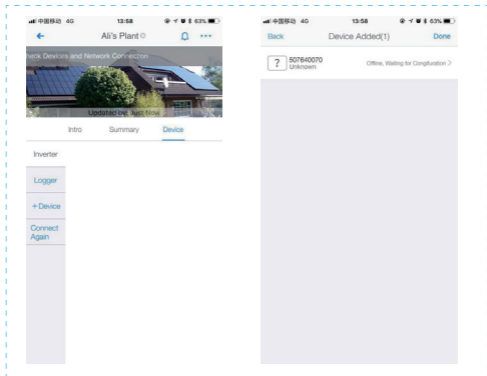 中国移动 4G 13:58 63%
Ali's Plant
heck Devices and Network Connection
Updated by: Just Now
Intro Summary Device
Inverter
Logger
+ Device
Connect
Again
中国移动 4G 13:58 63%
Back Device Added(1) Done
?
507640070
Unknown
Offline, Waiting for Congifuration >